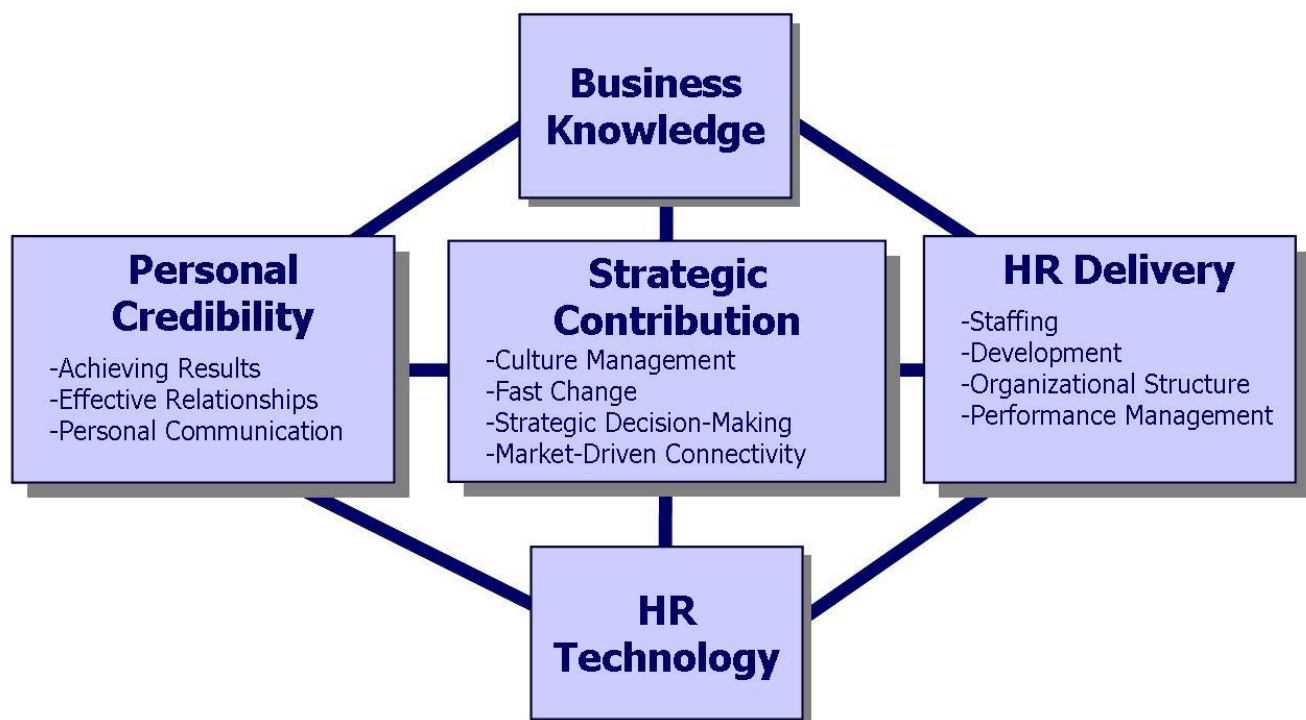 Business
Knowledge
Personal
Credibility
-Achieving Results
-Effective Relationships
-Personal Communication
Strategic
Contribution
-Culture Management
-Fast Change
-Strategic Decision-Making
-Market-Driven Connectivity
HR Delivery
-Staffing
-Development
-Organizational Structure
-Performance Management
HR
Technology